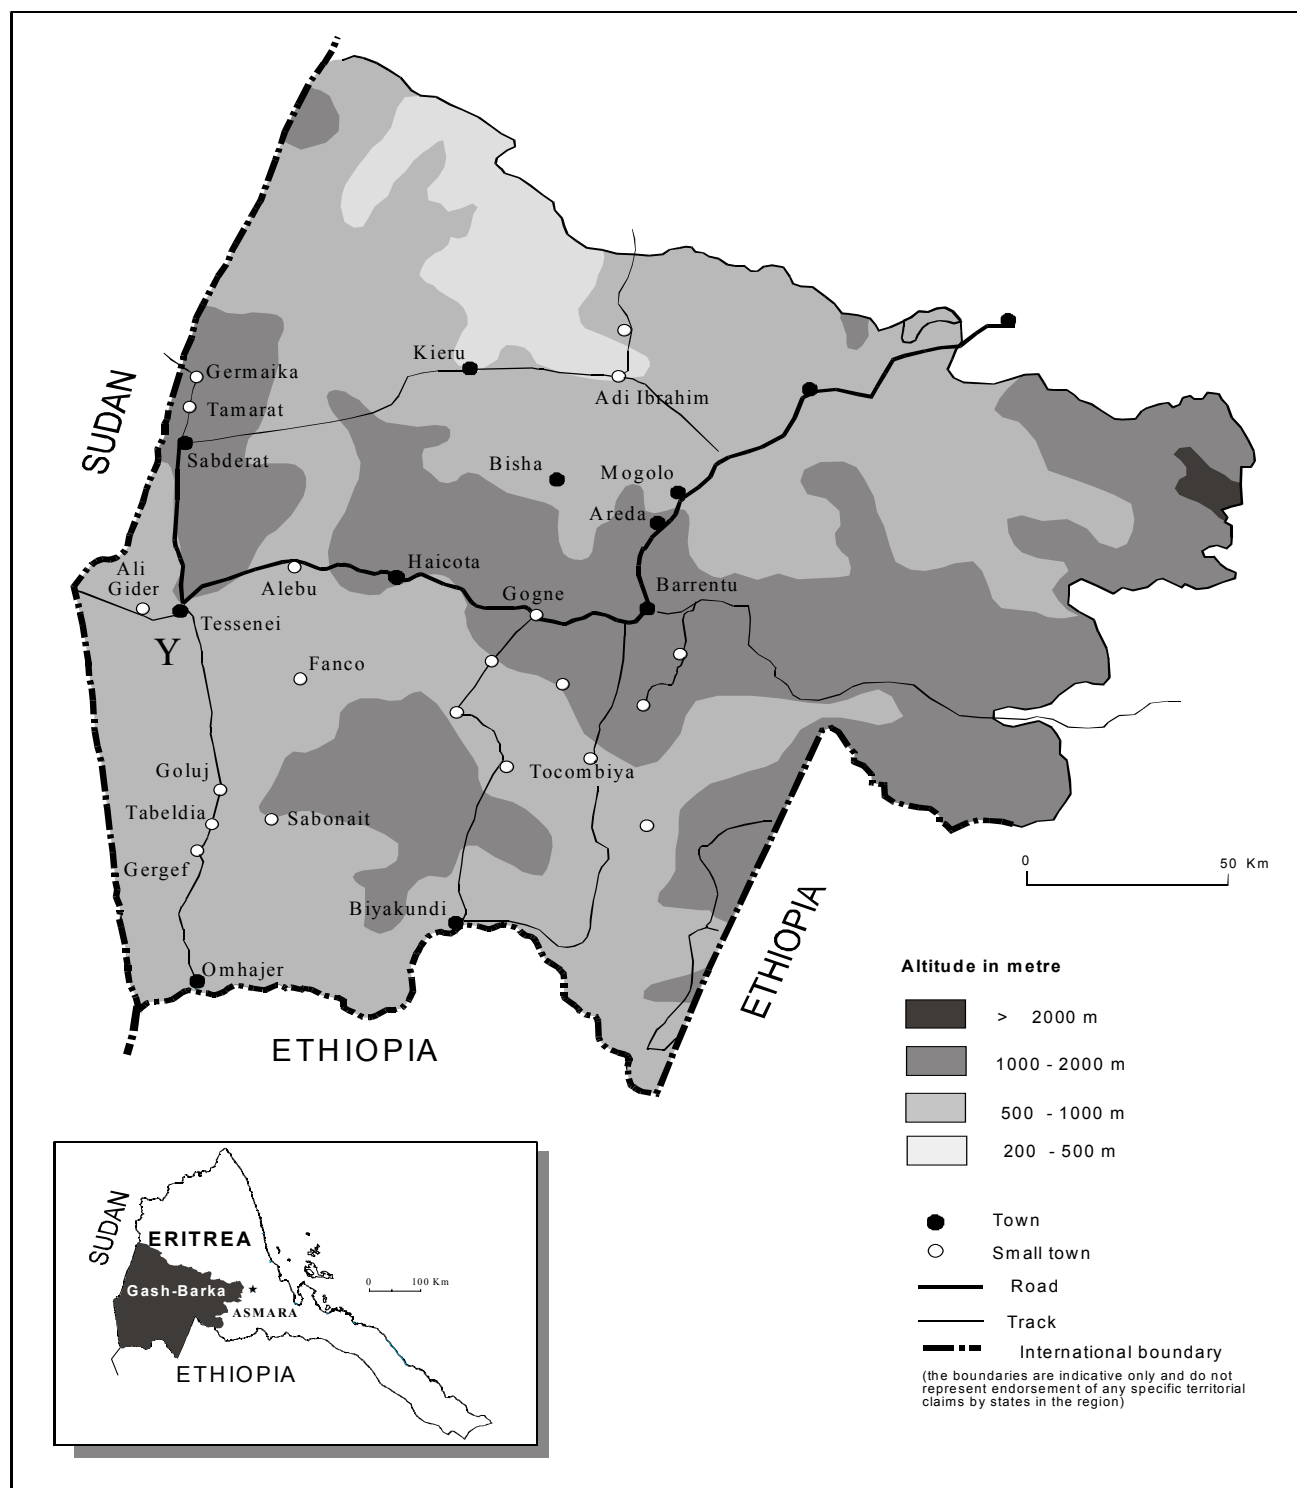 Kieru
Germaika
SUDAN
Tamarat
Adi Ibrahim
Sabderat
Bisha
Mogolo
Areda
Haicota
Ali
Gider
Alebu
Gogne
Barrentu
Tessenei
Y
Fanco
Goluj
Tocombiya
Tabeldia
Sabonait
Gergef
0 50 Km
Biyakundi
ETHIOPIA
Omhajer
ETHIOPIA
Altitude in metre
> 2000 m
1000 - 2000 m
500 - 1000 m
200 - 500 m
Town
Small town
Road
Track
International boundary
(the boundaries are indicative only and do not
represent endorsement of any specific territorial
claims by states in the region)
SUDAN
ERITREA
Gash-Barka
0 100 Km
ASMARA
ETHIOPIA